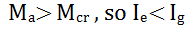 Ma> Mcr , so Ie< Ig